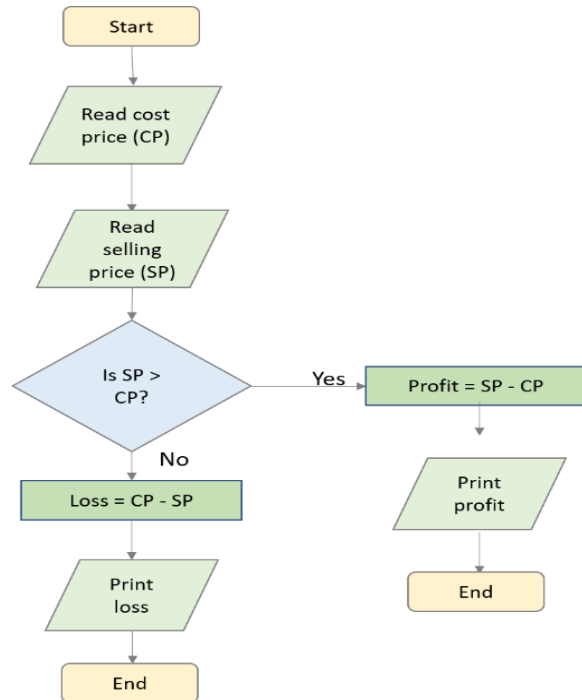 Start
Read cost
price (CP)
Read
selling
price (SP)
Is SP >
CP?
Yes
Profit = SP - CP
No
Loss = CP - SP
Print
profit
Print
loss
End
End